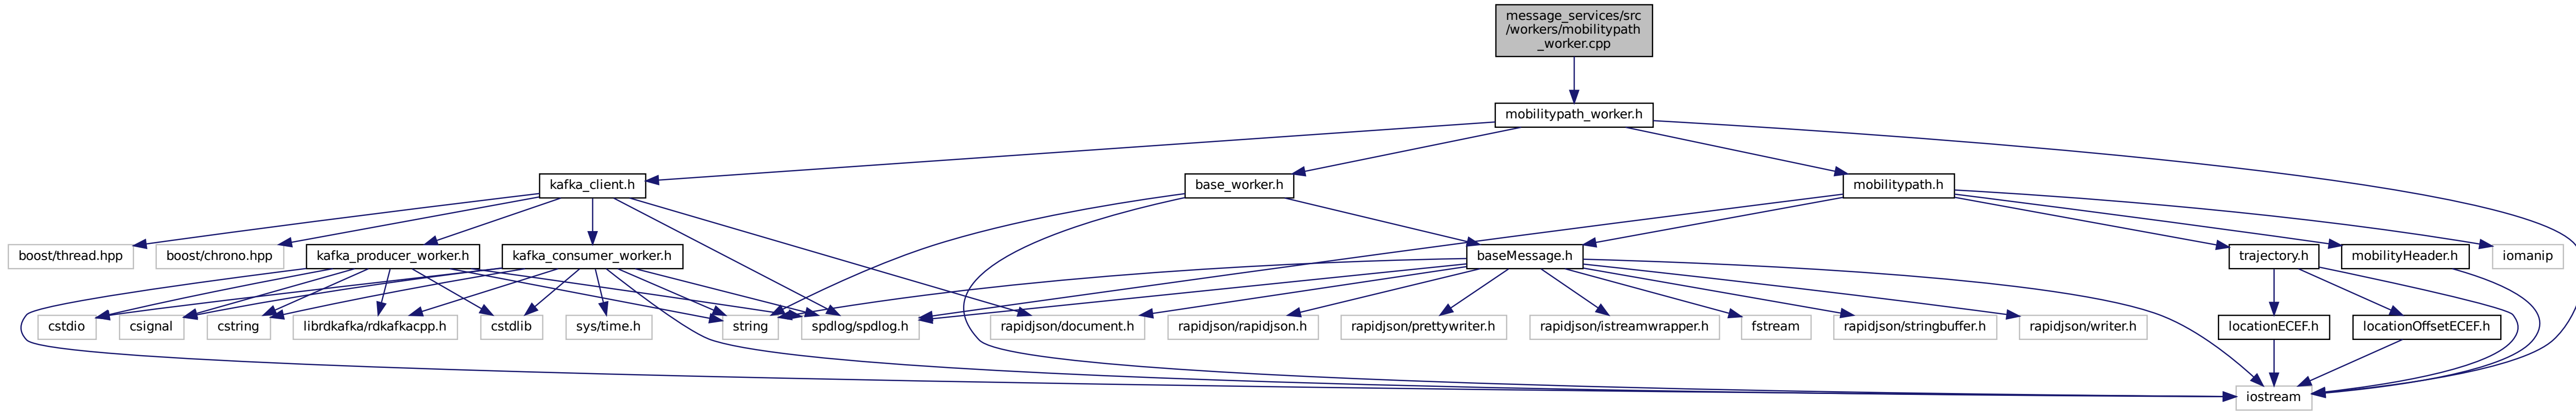 message_services/src
/workers/mobilitypath
_worker.cpp
mobilitypath_worker.h
kafka_client.h
base_worker.h
mobilitypath.h
boost/thread.hpp
boost/chrono.hpp
kafka_producer_worker.h
kafka_consumer_worker.h
baseMessage.h
trajectory.h
mobilityHeader.h
iomanip
cstdio
csignal
cstring
librdkafka/rdkafkacpp.h
cstdlib
sys/time.h
string
spdlog/spdlog.h
rapidjson/document.h
rapidjson/rapidjson.h
rapidjson/prettywriter.h
rapidjson/istreamwrapper.h
fstream
rapidjson/stringbuffer.h
rapidjson/writer.h
locationECEF.h
locationOffsetECEF.h
iostream